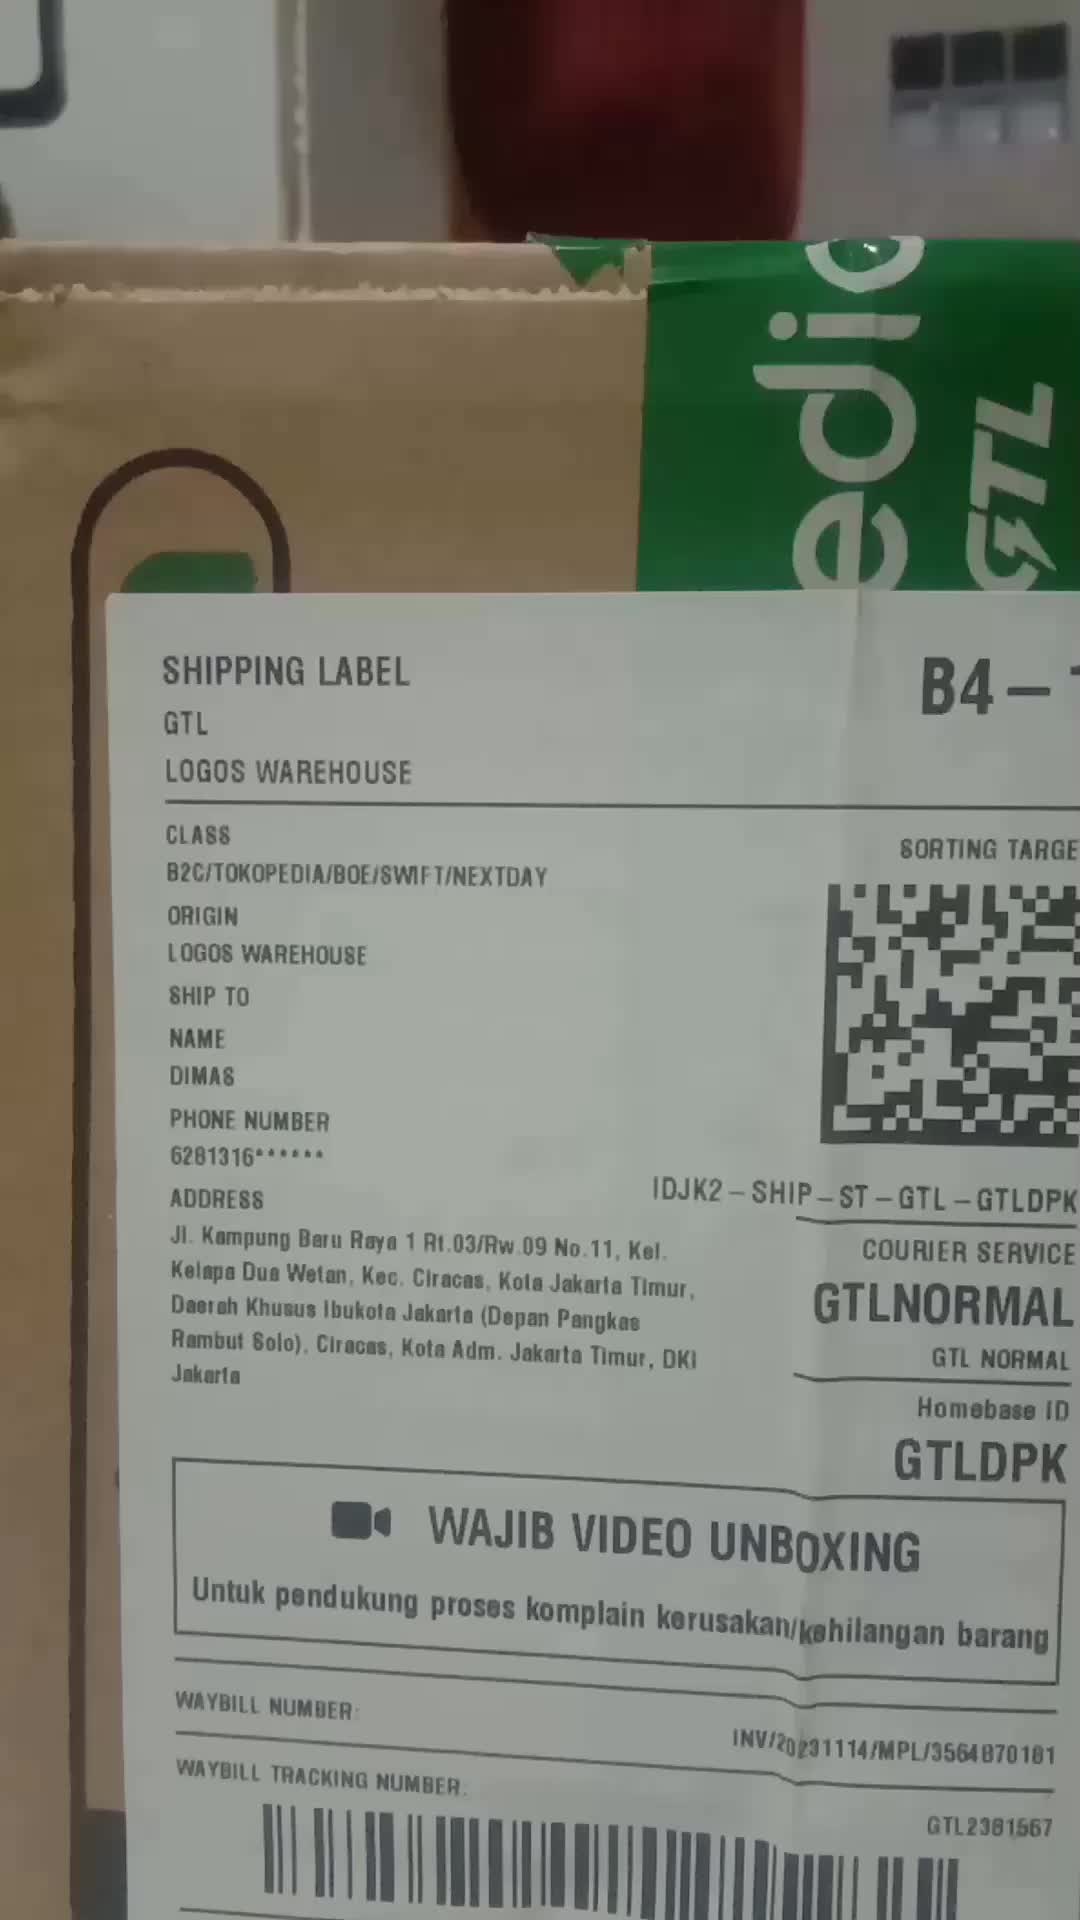 edic
GTL
SHIPPING LABEL
GTL
LOGOS WAREHOUSE
B4-
CLASS
B2C/TOKOPEDIA/BOE/SWIFT/NEXTDAY
ORIGIN
LOGOS WAREHOUSE
SHIP TO
NAME
DIMAS
PHONE NUMBER
6281316******
ADDRESS
Jl. Kampung Baru Raya 1 Rt.03/Rw.09 No.11, Kel.
Kelapa Dua Wetan, Kec. Ciracas, Kota Jakarta Timur,
Daerah Khusus Ibukota Jakarta (Depan Pangkas
Rambut Solo), Ciracas, Kota Adm. Jakarta Timur, DKI
Jakarta
SORTING TARGE
IDJK2-SHIP-ST-GTL-GTLDPK
COURIER SERVICE
GTLNORMAL
GTL NORMAL
Homebase ID
GTLDPK
WAJIB VIDEO UNBOXING
Untuk pendukung proses komplain kerusakan/kehilangan barang
WAYBILL NUMBER:
INV/20231114/MPL/3564870181
WAYBILL TRACKING NUMBER:
GTL2381567